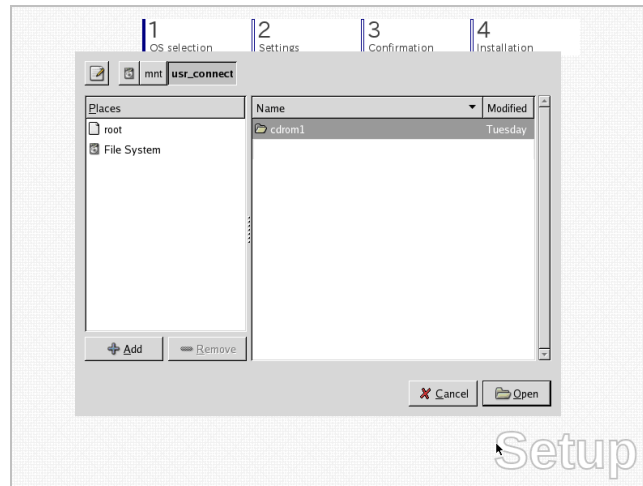 1
OS selection
2
Settings
3
Confirmation
4
Installation
mnt
usr_connect
Places
Name
Modified
root
cdrom1
Tuesday
File System
Add
Remove
Cancel
Open
Setup